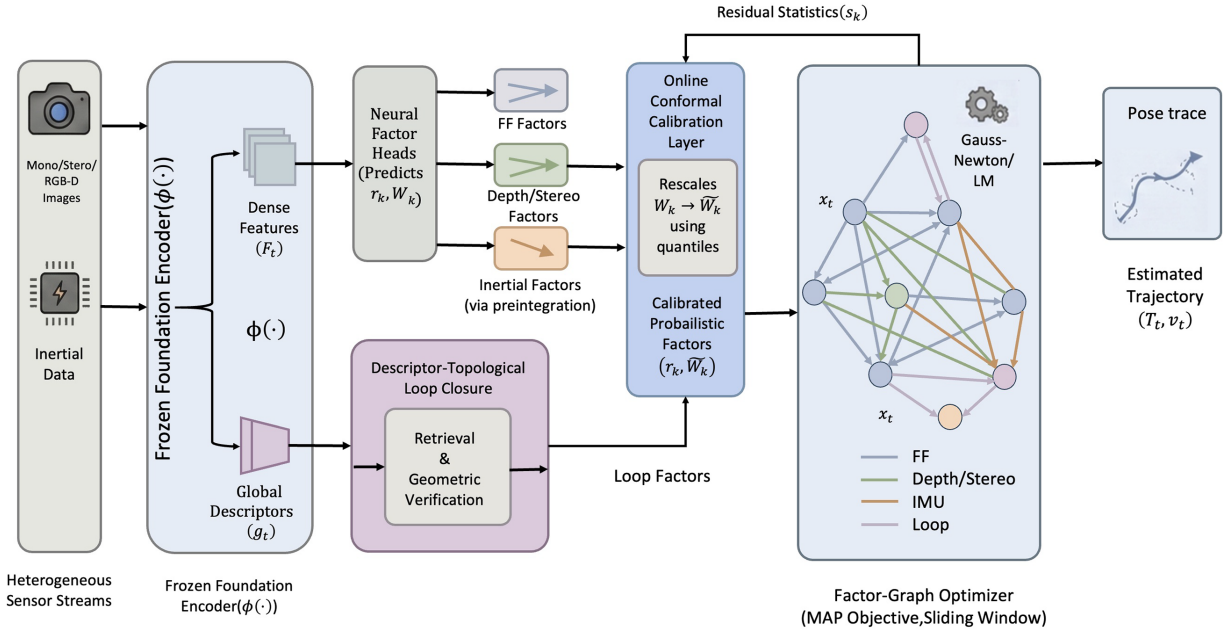 Residual Statistics(s_k)
Mono/Stero/
RGB-D
Images
Inertial
Data
Heterogeneous
Sensor Streams
Frozen Foundation Encoder(ϕ(·))
Dense
Features
(F_t)
ϕ(·)
Global
Descriptors
(g_t)
Frozen Foundation
Encoder(ϕ(·))
Neural
Factor
Heads
(Predicts
r_k, W_k)
FF Factors
Depth/Stereo
Factors
Inertial Factors
(via preintegration)
Descriptor-Topological
Loop Closure
Retrieval
&
Geometric
Verification
Loop Factors
Online
Conformal
Calibration
Layer
Rescales
W_k → W̃_k
using
quantiles
Calibrated
Probailistic
Factors
(r_k, W̃_k)
Gauss-
Newton/
LM
x_t
x_t
FF
Depth/Stereo
IMU
Loop
Factor-Graph Optimizer
(MAP Objective,Sliding Window)
Pose trace
Estimated
Trajectory
(T_t, v_t)